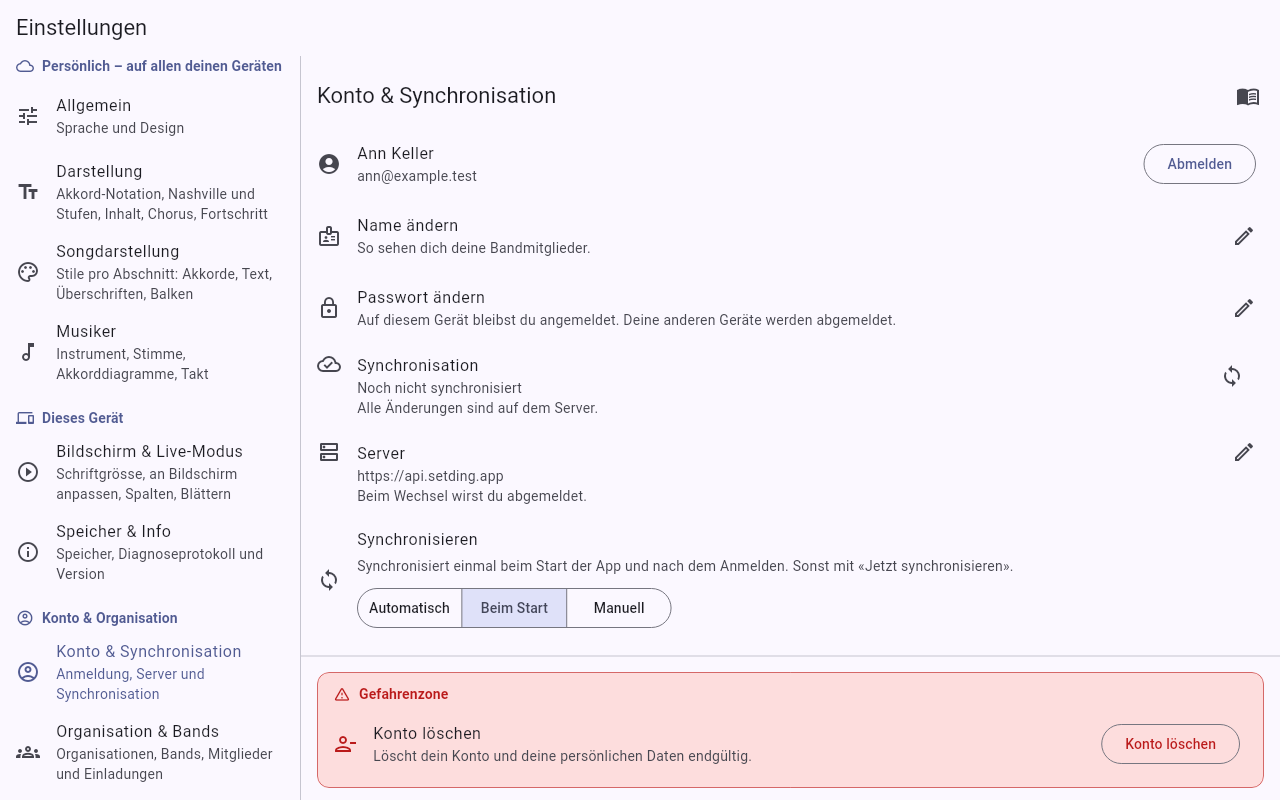 Einstellungen
Persönlich – auf allen deinen Geräten
Allgemein
Sprache und Design
Darstellung
Akkord-Notation, Nashville und
Stufen, Inhalt, Chorus, Fortschritt
Songdarstellung
Stile pro Abschnitt: Akkorde, Text,
Überschriften, Balken
Musiker
Instrument, Stimme,
Akkorddiagramme, Takt
Dieses Gerät
Bildschirm & Live-Modus
Schriftgrösse, an Bildschirm
anpassen, Spalten, Blättern
Speicher & Info
Speicher, Diagnoseprotokoll und
Version
Konto & Organisation
Konto & Synchronisation
Anmeldung, Server und
Synchronisation
Organisation & Bands
Organisationen, Bands, Mitglieder
und Einladungen
Konto & Synchronisation
Ann Keller
ann@example.test
Abmelden
Name ändern
So sehen dich deine Bandmitglieder.
Passwort ändern
Auf diesem Gerät bleibst du angemeldet. Deine anderen Geräte werden abgemeldet.
Synchronisation
Noch nicht synchronisiert
Alle Änderungen sind auf dem Server.
Server
https://api.setding.app
Beim Wechsel wirst du abgemeldet.
Synchronisieren
Synchronisiert einmal beim Start der App und nach dem Anmelden. Sonst mit «Jetzt synchronisieren».
Automatisch
Beim Start
Manuell
Gefahrenzone
Konto löschen
Löscht dein Konto und deine persönlichen Daten endgültig.
Konto löschen